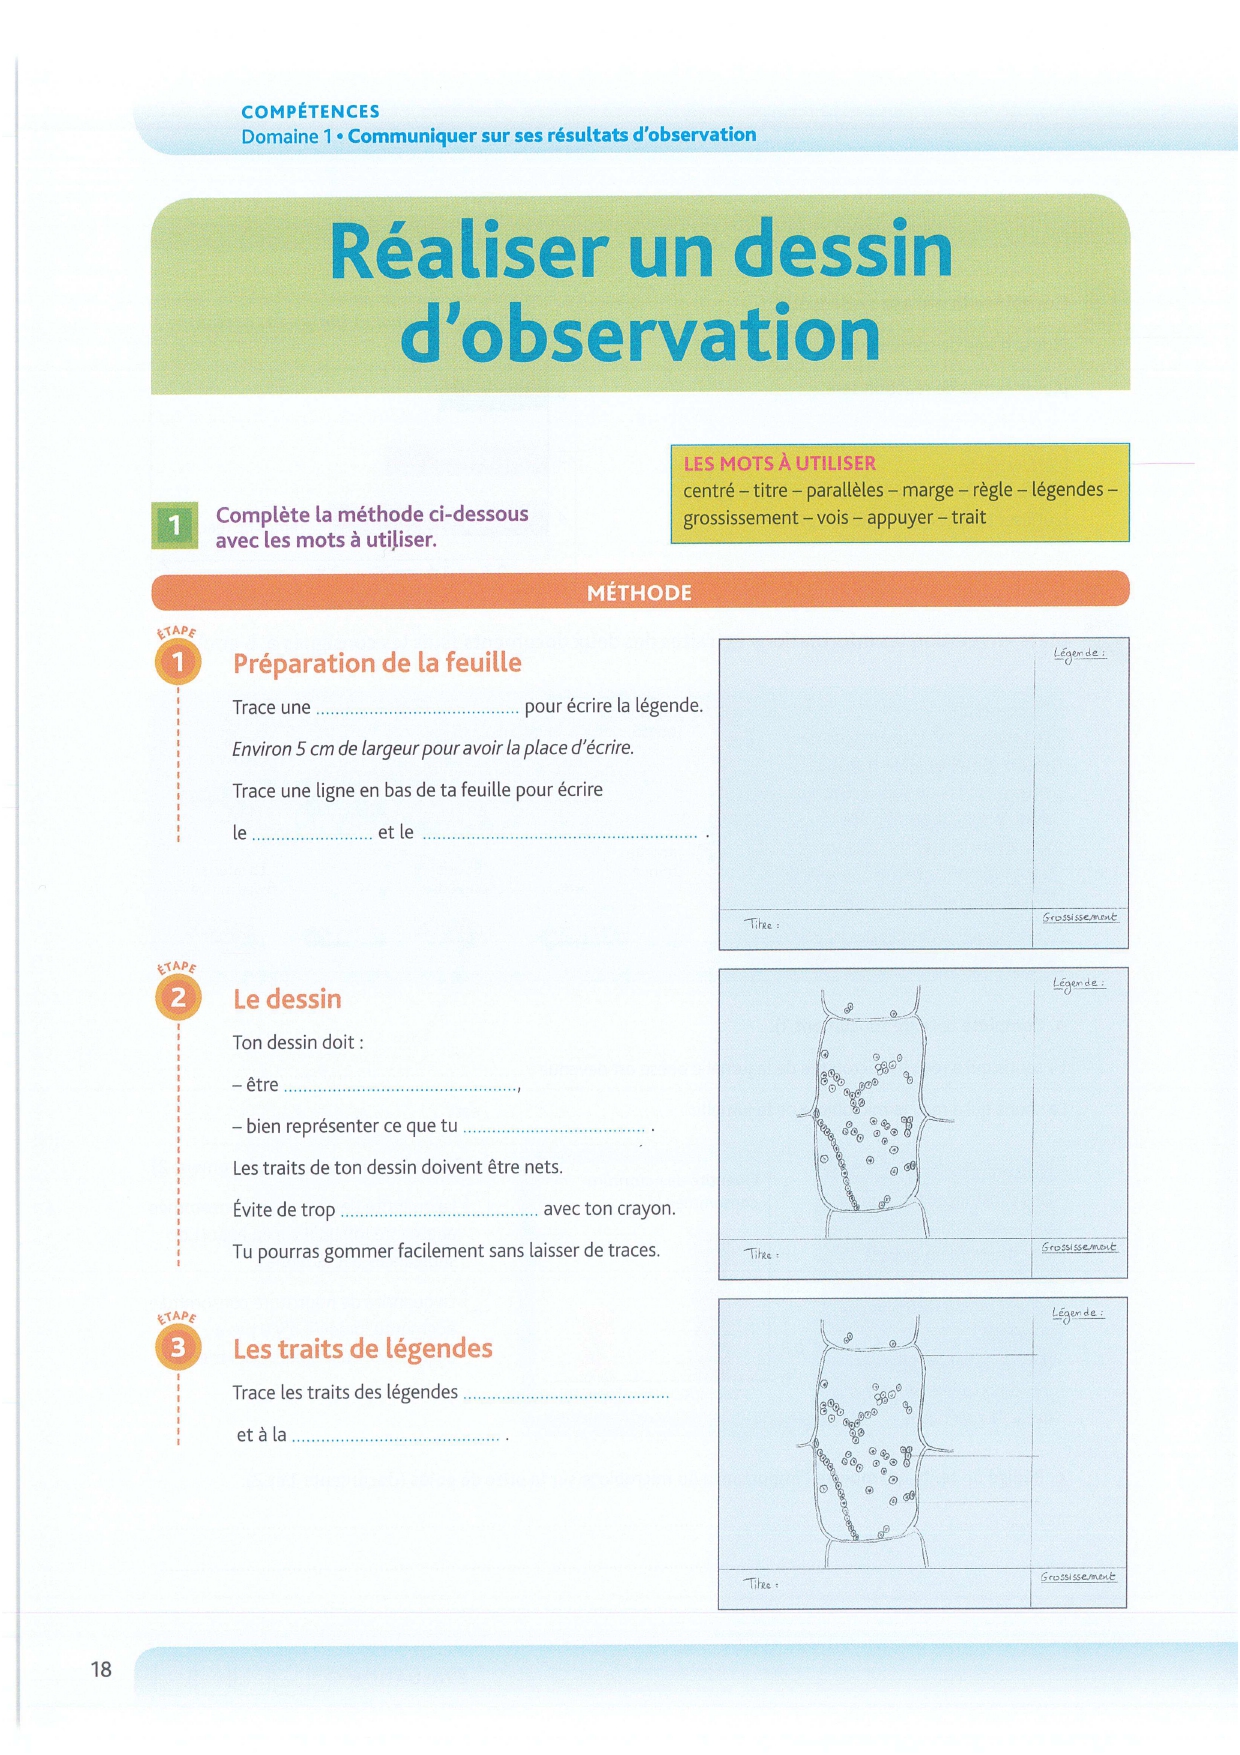 COMPÉTENCES
Domaine 1 • Communiquer sur ses résultats d'observation
Réaliser un dessin
d'observation
LES MOTS À UTILISER
centré – titre – parallèles – marge – règle – légendes –
grossissement – vois – appuyer – trait
1 Complète la méthode ci-dessous
avec les mots à utiliser.
MÉTHODE
ÉTAPE
1 Préparation de la feuille
Trace une .......................................... pour écrire la légende.
Environ 5 cm de largeur pour avoir la place d'écrire.
Trace une ligne en bas de ta feuille pour écrire
le ......................... et le ......................................................... .
Légende :
Titre :
Grossissement
ÉTAPE
2 Le dessin
Ton dessin doit :
– être ................................................,
– bien représenter ce que tu ...................................... .
Les traits de ton dessin doivent être nets.
Évite de trop ......................................... avec ton crayon.
Tu pourras gommer facilement sans laisser de traces.
Légende :
Titre :
Grossissement
ÉTAPE
3 Les traits de légendes
Trace les traits des légendes ..........................................
et à la ........................................... .
Légende :
Titre :
Grossissement
18